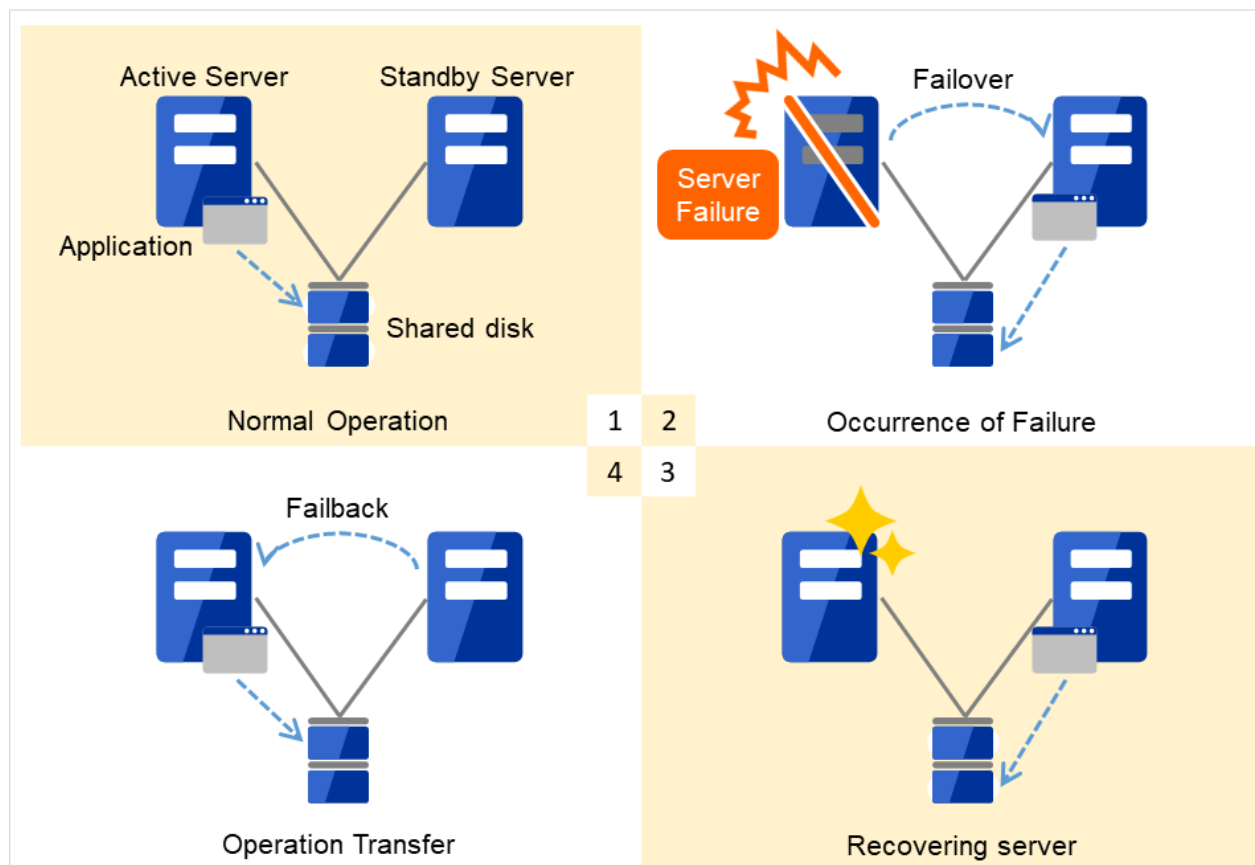 Active Server
Standby Server
Application
Shared disk
Normal Operation
1
Failover
Server
Failure
2
Occurrence of Failure
3
Recovering server
4
Failback
Operation Transfer